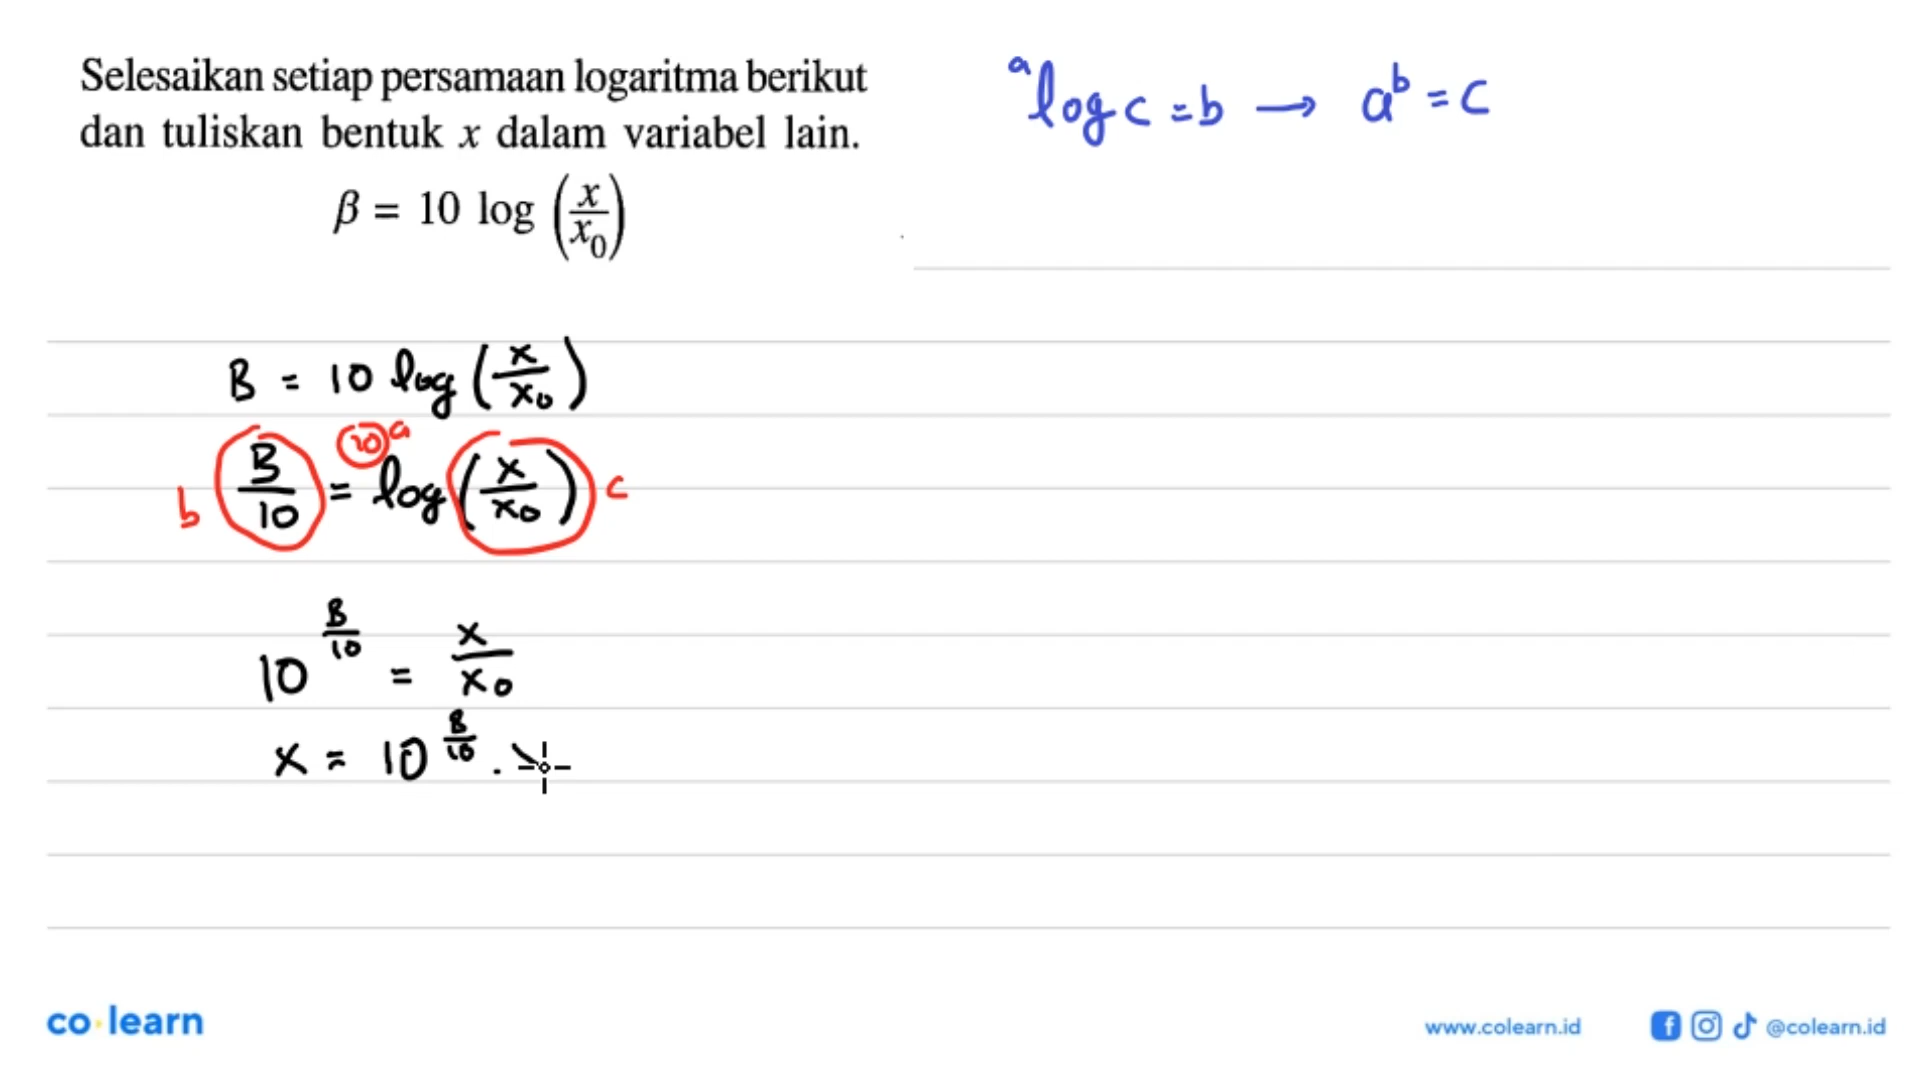 Selesaikan setiap persamaan logaritma berikut
dan tuliskan bentuk x dalam variabel lain.
β = 10 log (x/x₀)
ᵃlog c = b → aᵇ = c
B = 10 log (x/x₀)
b B/10 = 10 a log (x/x₀) c
10^(B/10) = x/x₀
x = 10^(B/10) .
co·learn
www.colearn.id
@colearn.id